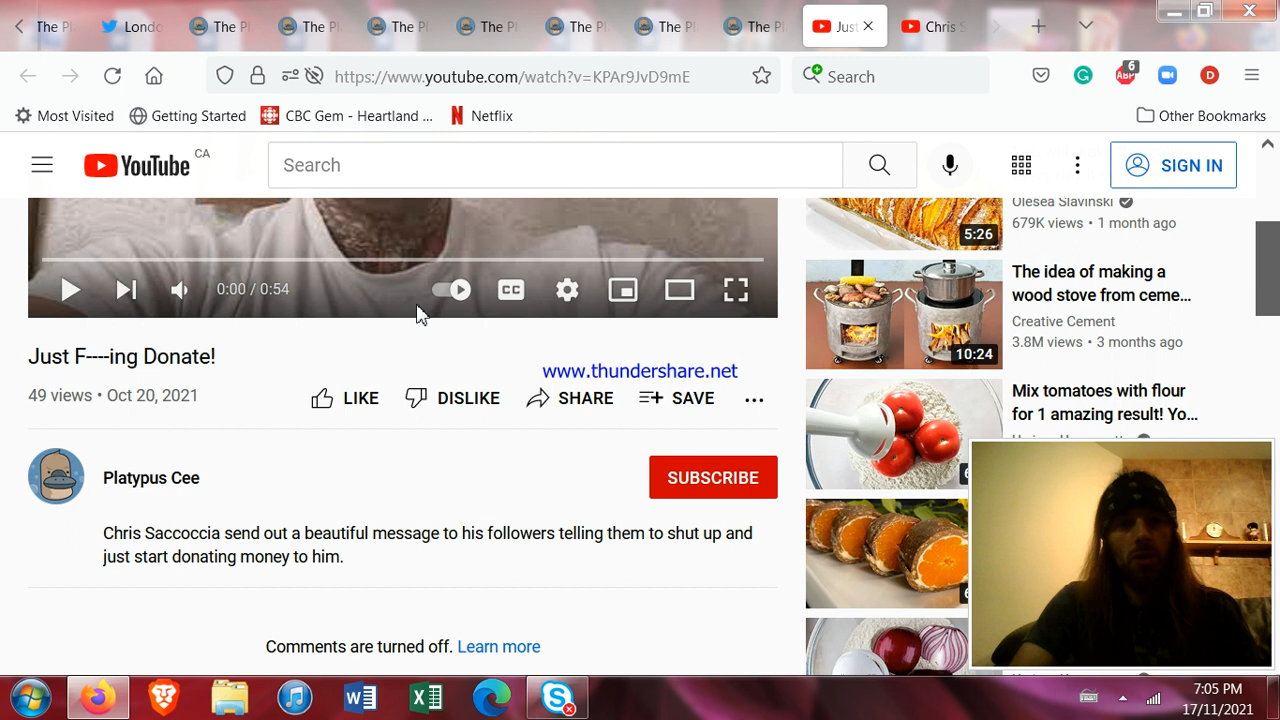 The Pl
Londo
The Pl
The Pl
The Pl
The Pl
The Pl
The Pl
The Pl
Just
Chris S
https://www.youtube.com/watch?v=KPAr9JvD9mE
Search
6
ABP
D
Most Visited
Getting Started
CBC Gem - Heartland ...
Netflix
Other Bookmarks
YouTube CA
Search
SIGN IN
Olesea Slavinski
679K views • 1 month ago
5:26
0:00 / 0:54
CC
The idea of making a
wood stove from ceme...
Creative Cement
3.8M views • 3 months ago
10:24
Just F----ing Donate!
www.thundershare.net
49 views • Oct 20, 2021
LIKE
DISLIKE
SHARE
SAVE
Mix tomatoes with flour
for 1 amazing result! Yo...
Platypus Cee
SUBSCRIBE
Chris Saccoccia send out a beautiful message to his followers telling them to shut up and
just start donating money to him.
Comments are turned off. Learn more
7:05 PM
17/11/2021